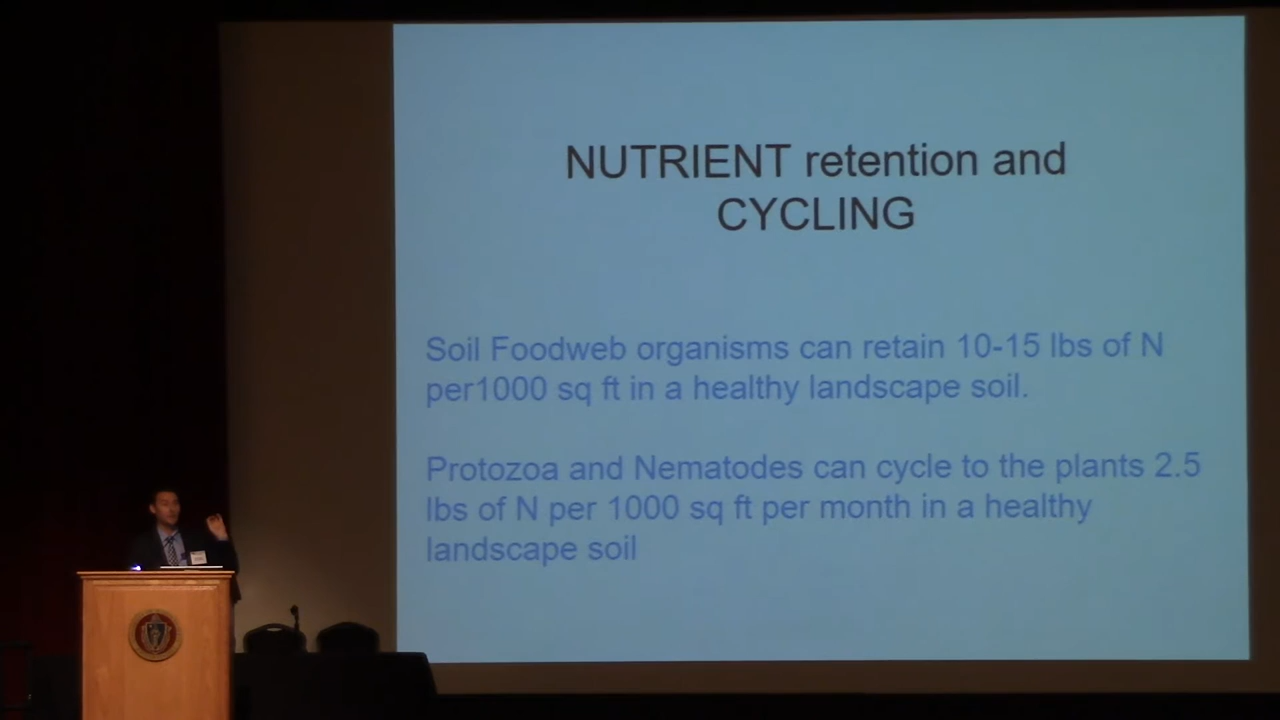 NUTRIENT retention and
CYCLING
Soil Foodweb organisms can retain 10-15 lbs of N
per1000 sq ft in a healthy landscape soil.
Protozoa and Nematodes can cycle to the plants 2.5
lbs of N per 1000 sq ft per month in a healthy
landscape soil